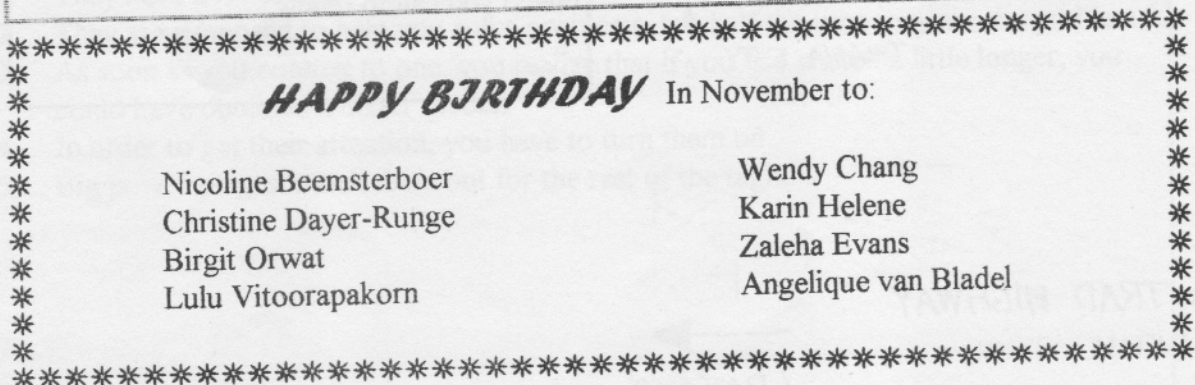 HAPPY BIRTHDAY In November to:
Nicoline Beemsterboer
Christine Dayer-Runge
Birgit Orwat
Lulu Vitoorapakorn
Wendy Chang
Karin Helene
Zaleha Evans
Angelique van Bladel